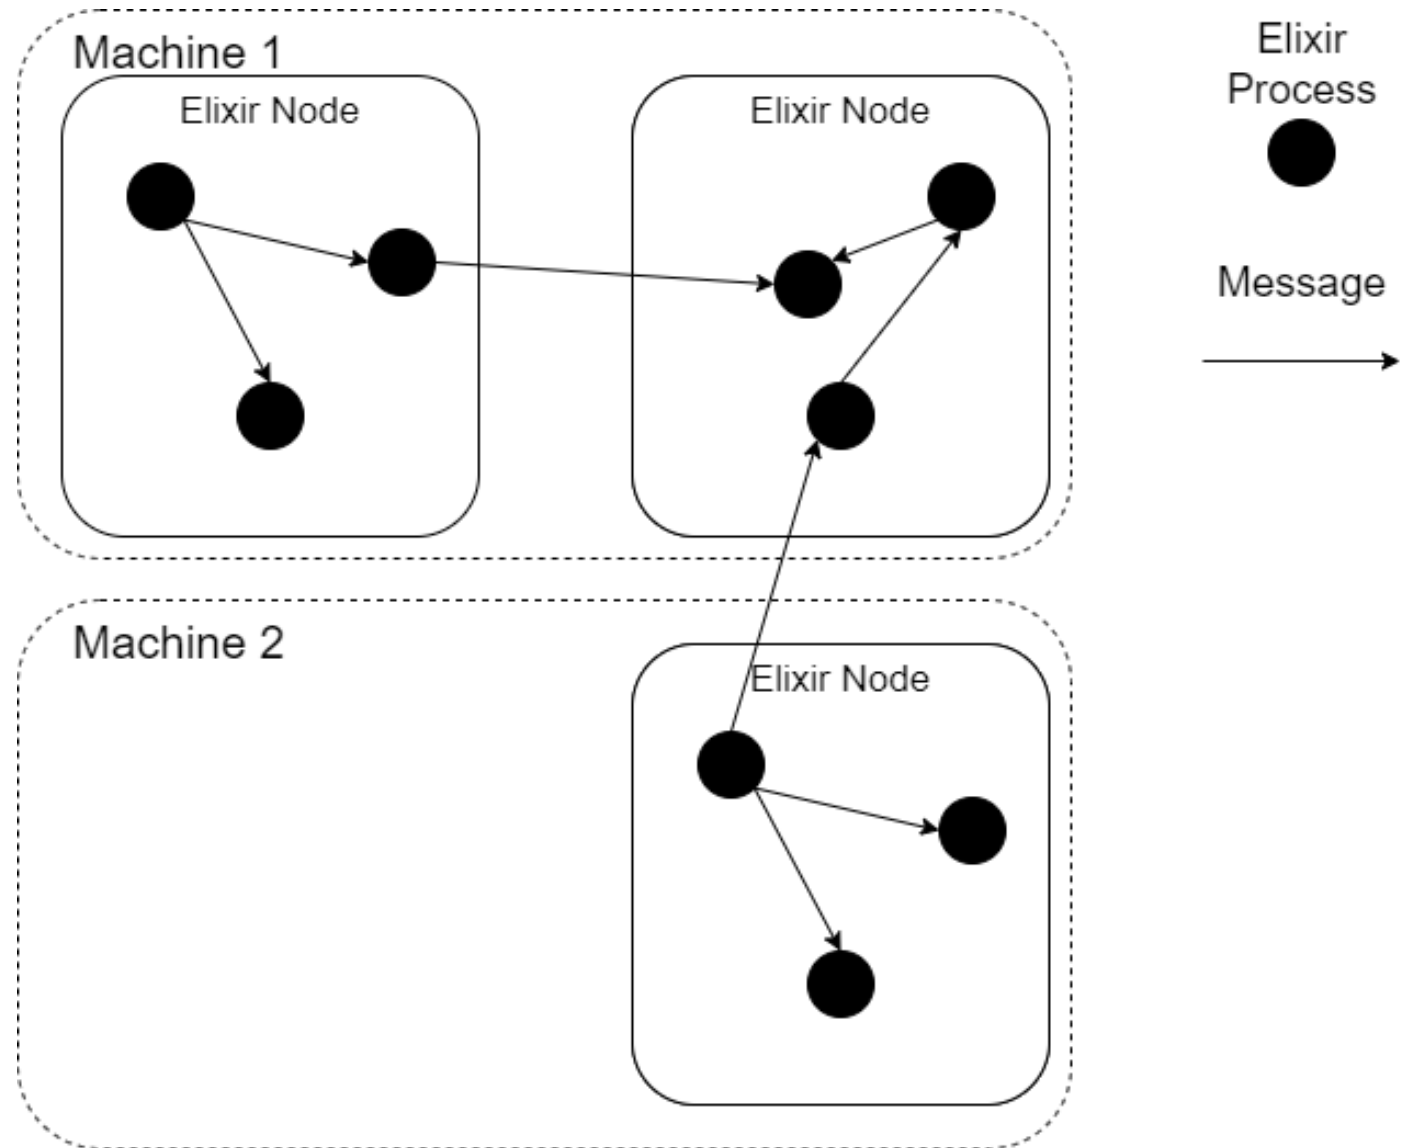 Machine 1
Elixir Node
Elixir Node
Elixir
Process
Message
Machine 2
Elixir Node